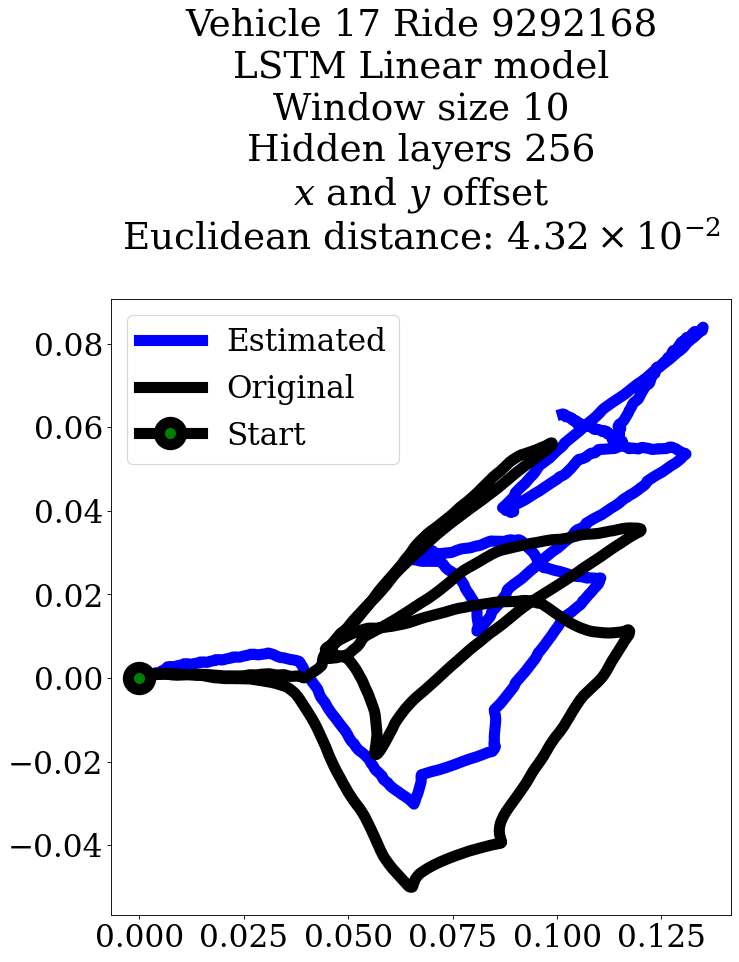 Vehicle 17 Ride 9292168
LSTM Linear model
Window size 10
Hidden layers 256
x and y offset
Euclidean distance: 4.32 × 10⁻²
Estimated
Original
Start
0.08
0.06
0.04
0.02
0.00
−0.02
−0.04
0.000 0.025 0.050 0.075 0.100 0.125